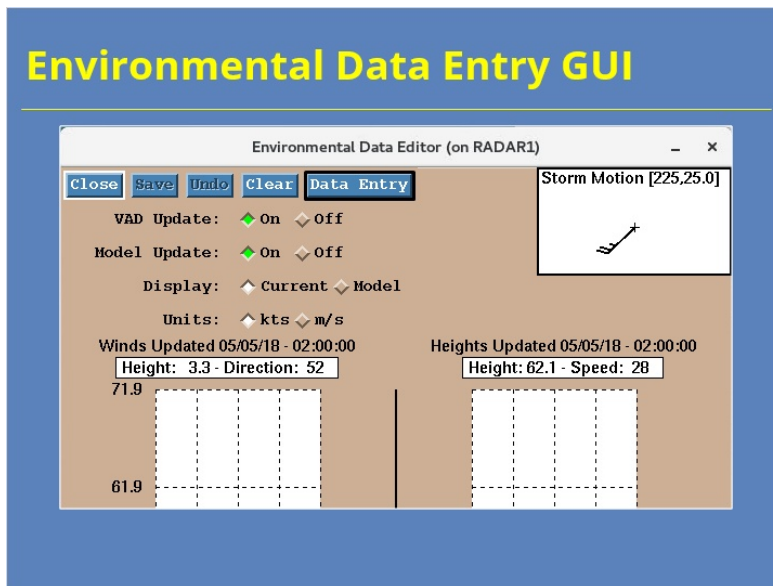 Environmental Data Entry GUI
Environmental Data Editor (on RADAR1)
Close Save Undo Clear Data Entry
Storm Motion [225,25.0]
VAD Update: On Off
Model Update: On Off
Display: Current Model
Units: kts m/s
Winds Updated 05/05/18 - 02:00:00
Heights Updated 05/05/18 - 02:00:00
Height: 3.3 - Direction: 52
Height: 62.1 - Speed: 28
71.9
61.9